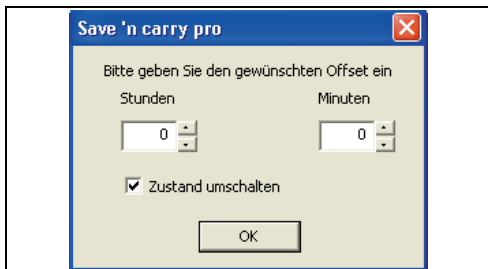 Save 'n carry pro
Bitte geben Sie den gewünschten Offset ein
Stunden Minuten
0 0
Zustand umschalten
OK